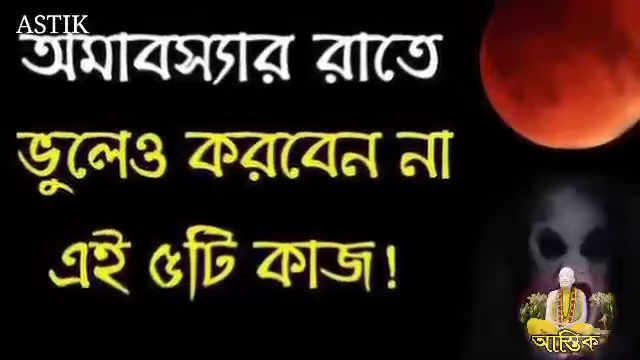 ASTIK
অমাবস্যার রাতে
ভুলেও করবেন না
এই ৫টি কাজ!
আস্তিক